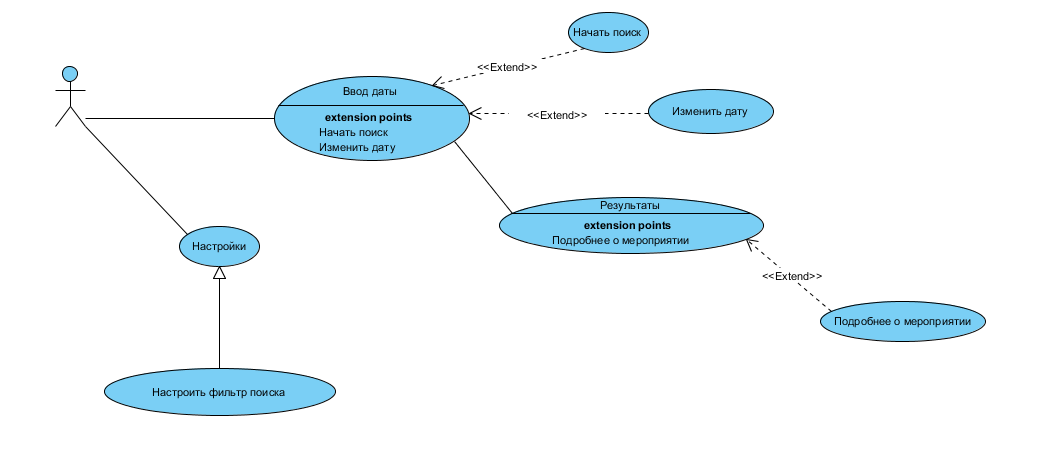 Начать поиск
<<Extend>>
Ввод даты
extension points
Начать поиск
Изменить дату
<<Extend>>
Изменить дату
Результаты
extension points
Подробнее о мероприятии
Настройки
<<Extend>>
Подробнее о мероприятии
Настроить фильтр поиска